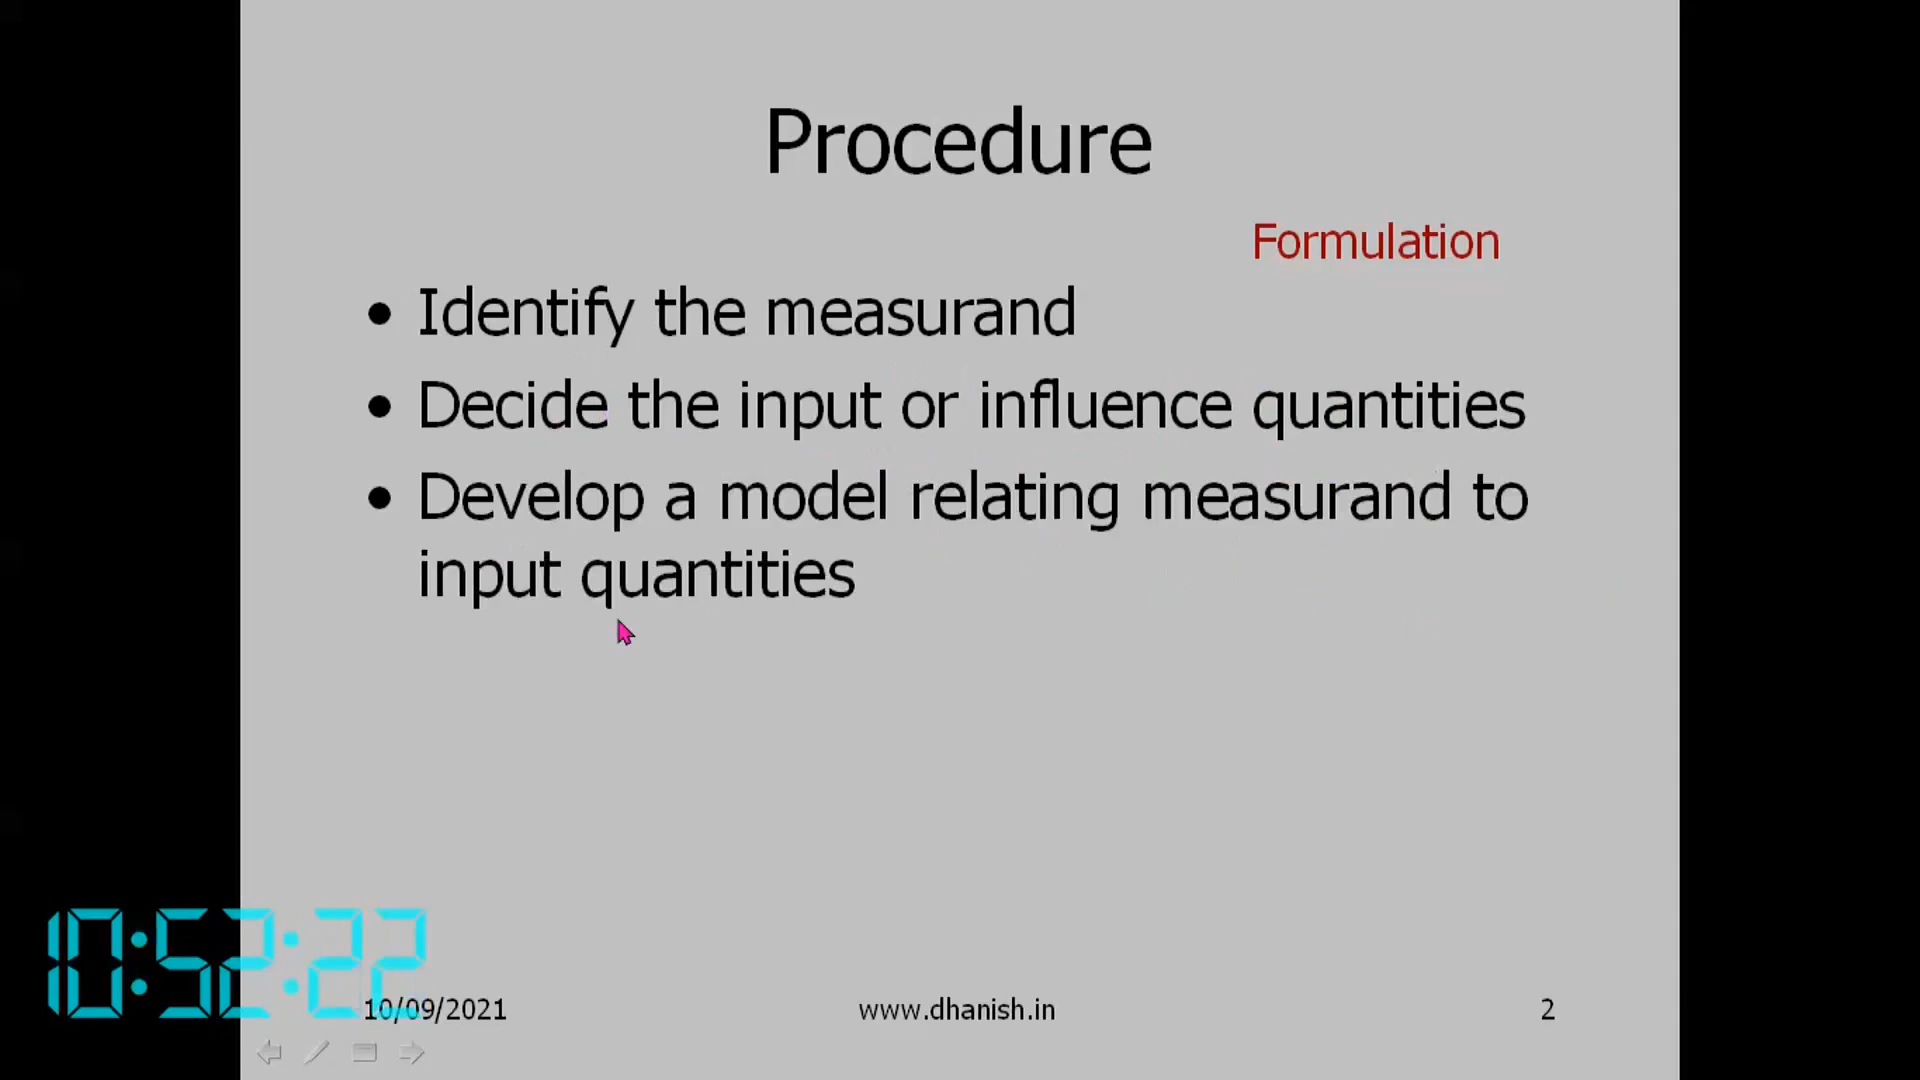 Procedure
Formulation
• Identify the measurand
• Decide the input or influence quantities
• Develop a model relating measurand to
input quantities
10:52:22
10/09/2021
www.dhanish.in
2